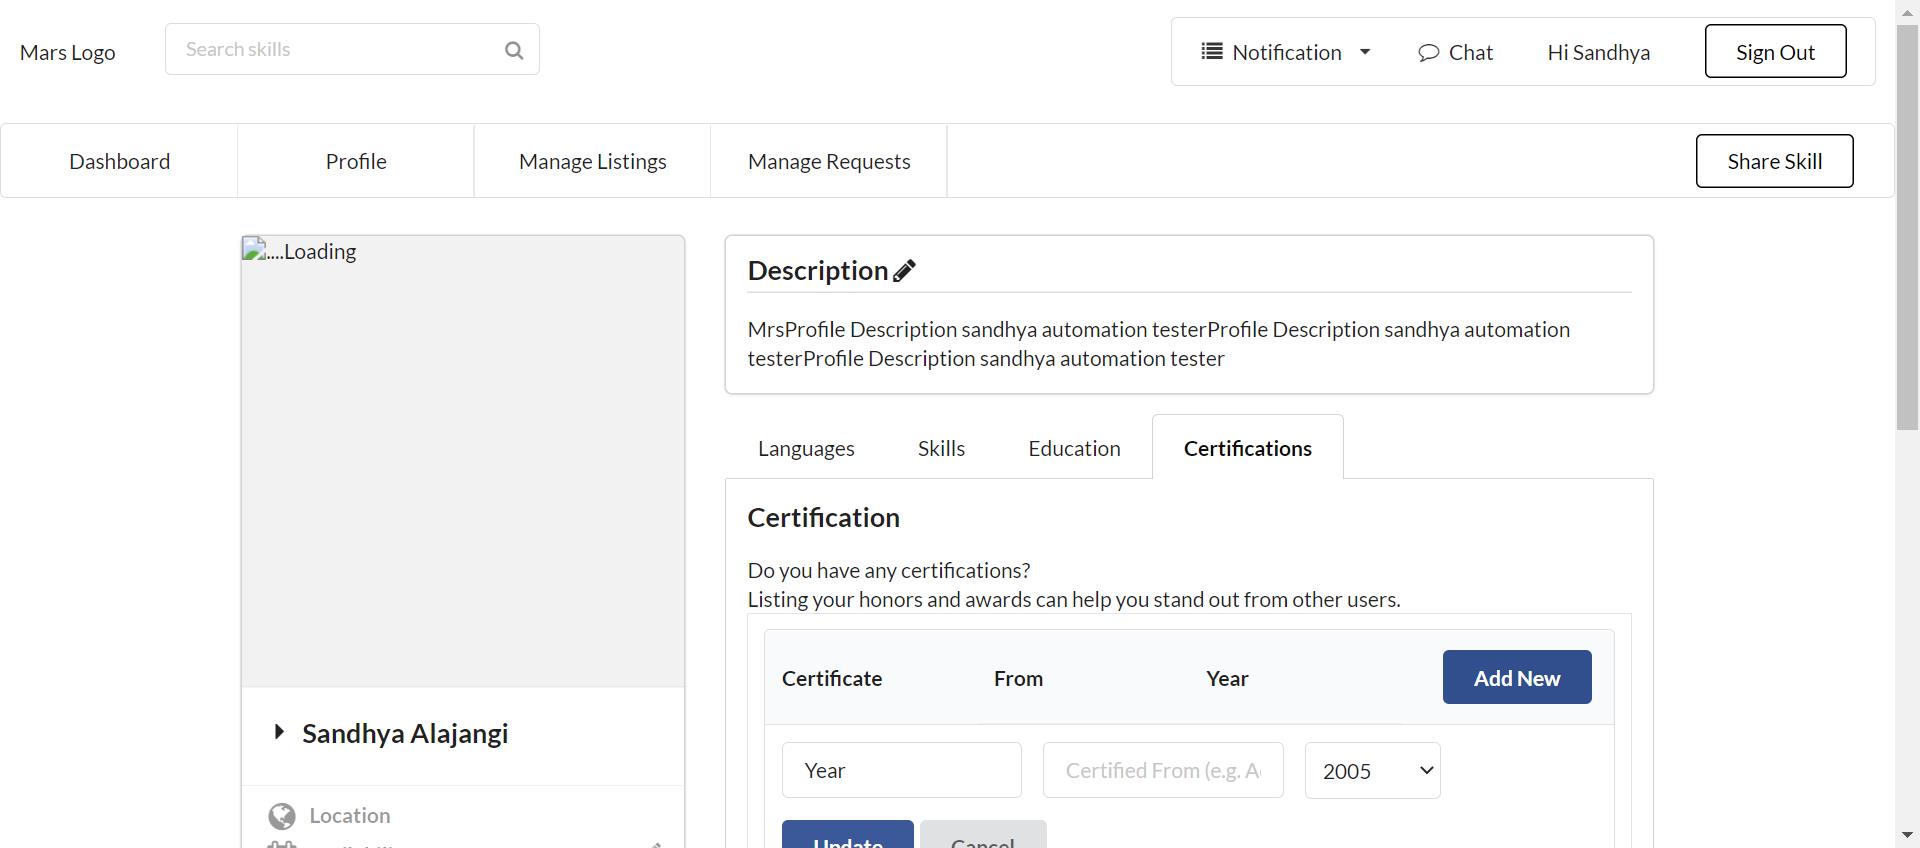 Mars Logo
Search skills
Notification
Chat
Hi Sandhya
Sign Out
Dashboard
Profile
Manage Listings
Manage Requests
Share Skill
....Loading
Sandhya Alajangi
Location
Description
MrsProfile Description sandhya automation testerProfile Description sandhya automation
testerProfile Description sandhya automation tester
Languages
Skills
Education
Certifications
Certification
Do you have any certifications?
Listing your honors and awards can help you stand out from other users.
Certificate
From
Year
Add New
Year
Certified From (e.g. A
2005
Update
Cancel